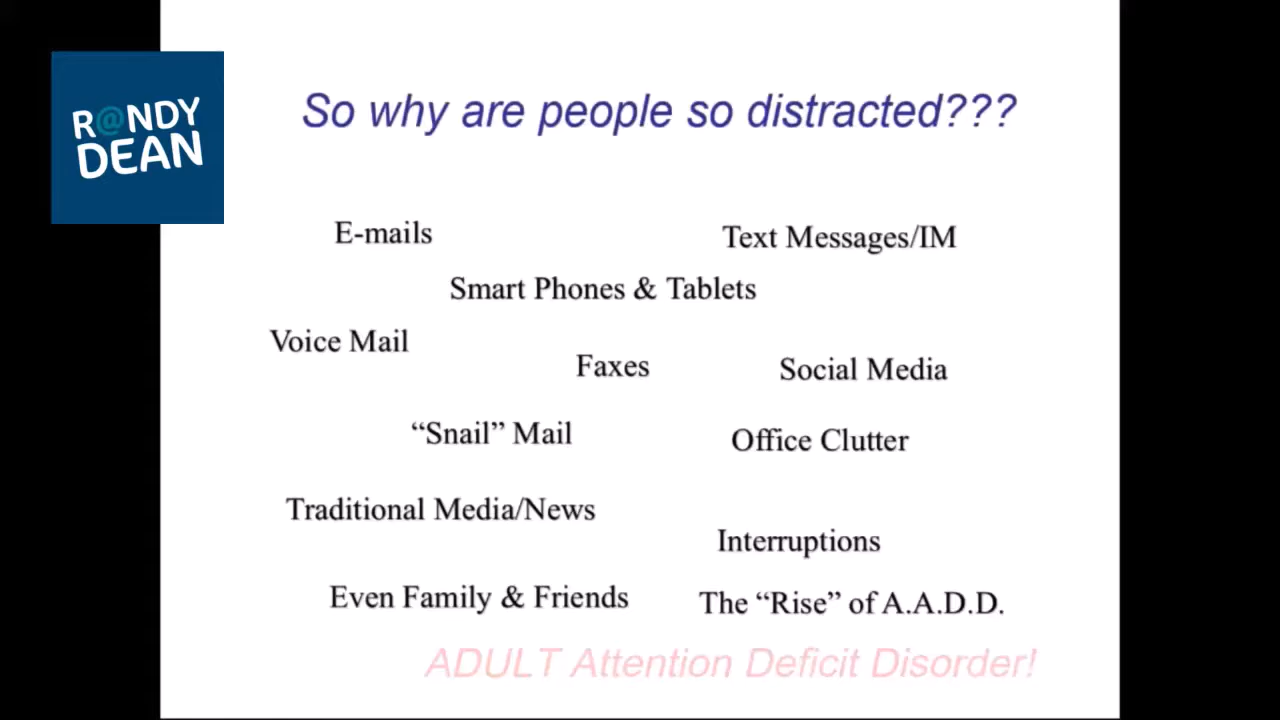 R@NDY
DEAN
So why are people so distracted???
E-mails
Text Messages/IM
Smart Phones & Tablets
Voice Mail
Faxes
Social Media
“Snail” Mail
Office Clutter
Traditional Media/News
Interruptions
Even Family & Friends
The “Rise” of A.A.D.D.
ADULT Attention Deficit Disorder!